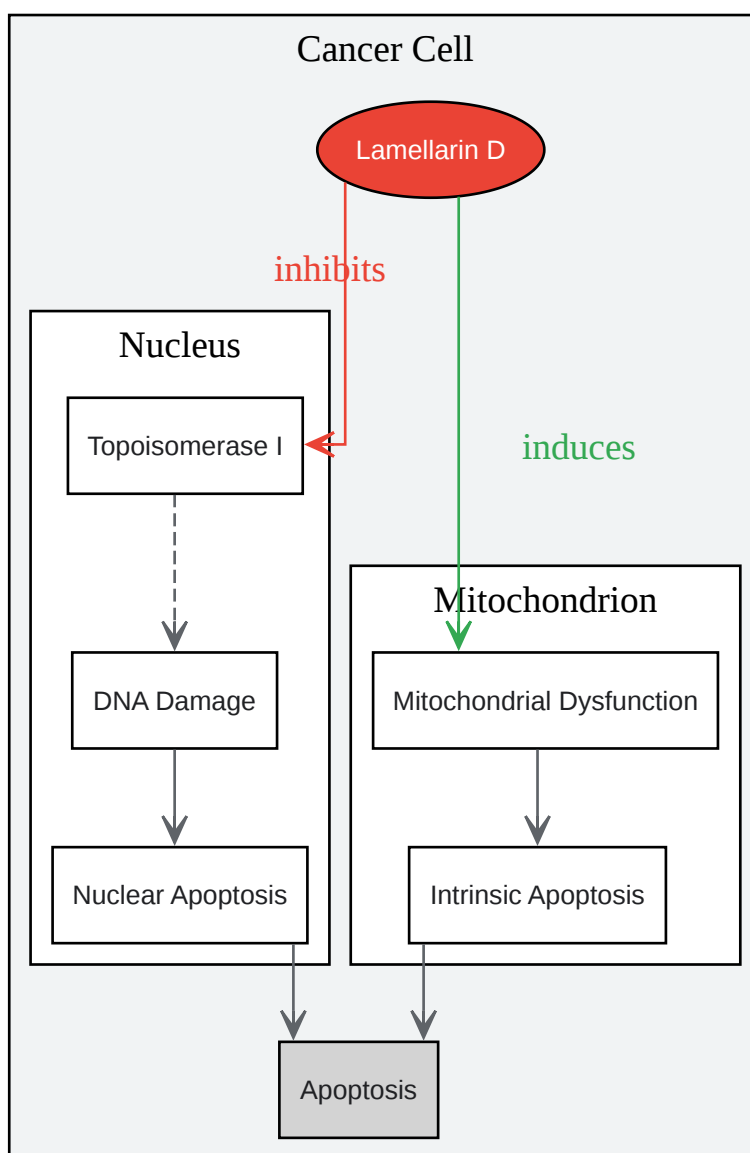 Cancer Cell
Lamellarin D
inhibits
Nucleus
Topoisomerase I
induces
Mitochondrion
DNA Damage
Mitochondrial Dysfunction
Nuclear Apoptosis
Intrinsic Apoptosis
Apoptosis